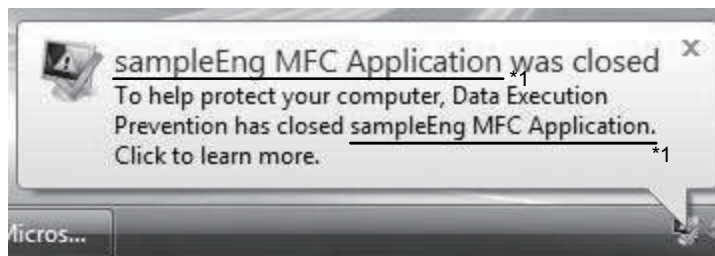 sampleEng MFC Application was closed
*1
To help protect your computer, Data Execution
Prevention has closed sampleEng MFC Application.
*1
Click to learn more.
Micros...